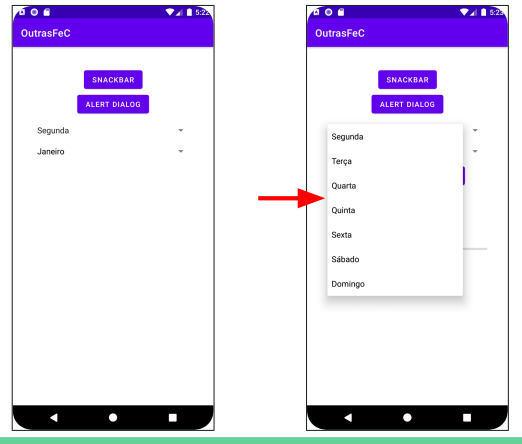 5:22
OutrasFeC
SNACKBAR
ALERT DIALOG
Segunda
Janeiro
5:23
OutrasFeC
SNACKBAR
ALERT DIALOG
Segunda
Terça
Quarta
Quinta
Sexta
Sábado
Domingo